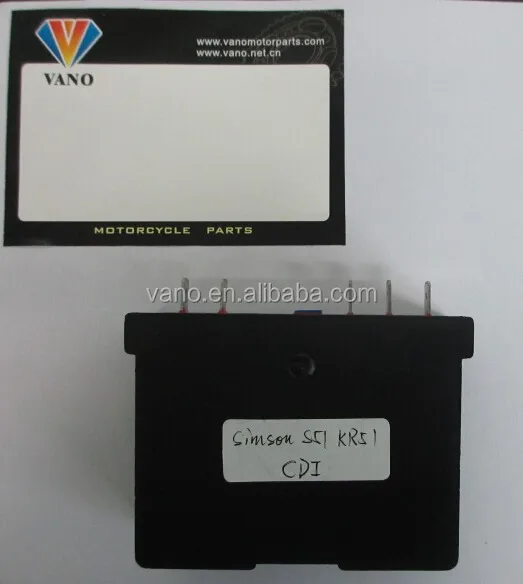 www.vanomotorparts.com
www.vano.net.cn
VANO
MOTORCYCLE PARTS
vano.en.alibaba.com
Simson S51 KR51
CDI